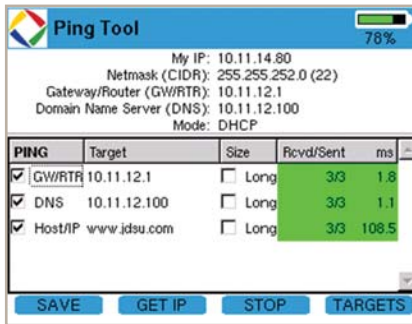 Ping Tool
78%
My IP: 10.11.14.80
Netmask (CIDR): 255.255.252.0 (22)
Gateway/Router (GW/RTR): 10.11.12.1
Domain Name Server (DNS): 10.11.12.100
Mode: DHCP
PING Target Size Rcvd/Sent ms
GW/RTR 10.11.12.1 Long 3/3 1.8
DNS 10.11.12.100 Long 3/3 1.1
Host/IP www.jdsu.com Long 3/3 108.5
SAVE GET IP STOP TARGETS